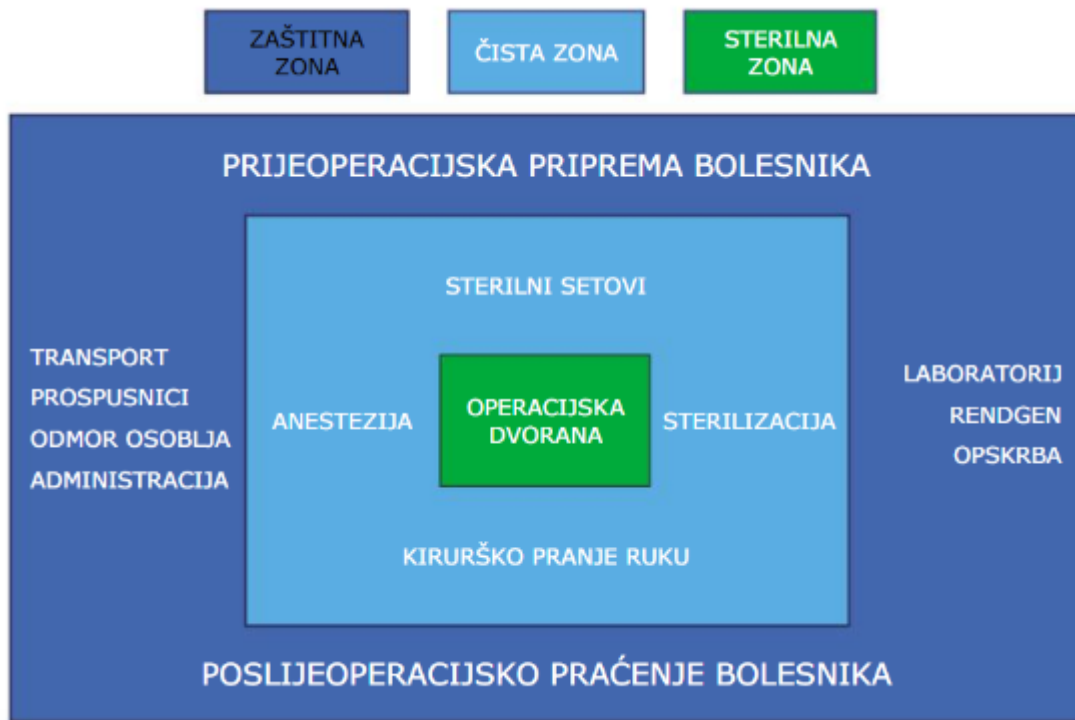 ZAŠTITNA
ZONA
ČISTA ZONA
STERILNA
ZONA
PRIJEOPERACIJSKA PRIPREMA BOLESNIKA
STERILNI SETOVI
TRANSPORT
PROSPUSNICI
ODMOR OSOBLJA
ADMINISTRACIJA
ANESTEZIJA
OPERACIJSKA
DVORANA
STERILIZACIJA
LABORATORIJ
RENDGEN
OPSKRBA
KIRURŠKO PRANJE RUKU
POSLIJEOPERACIJSKO PRAĆENJE BOLESNIKA